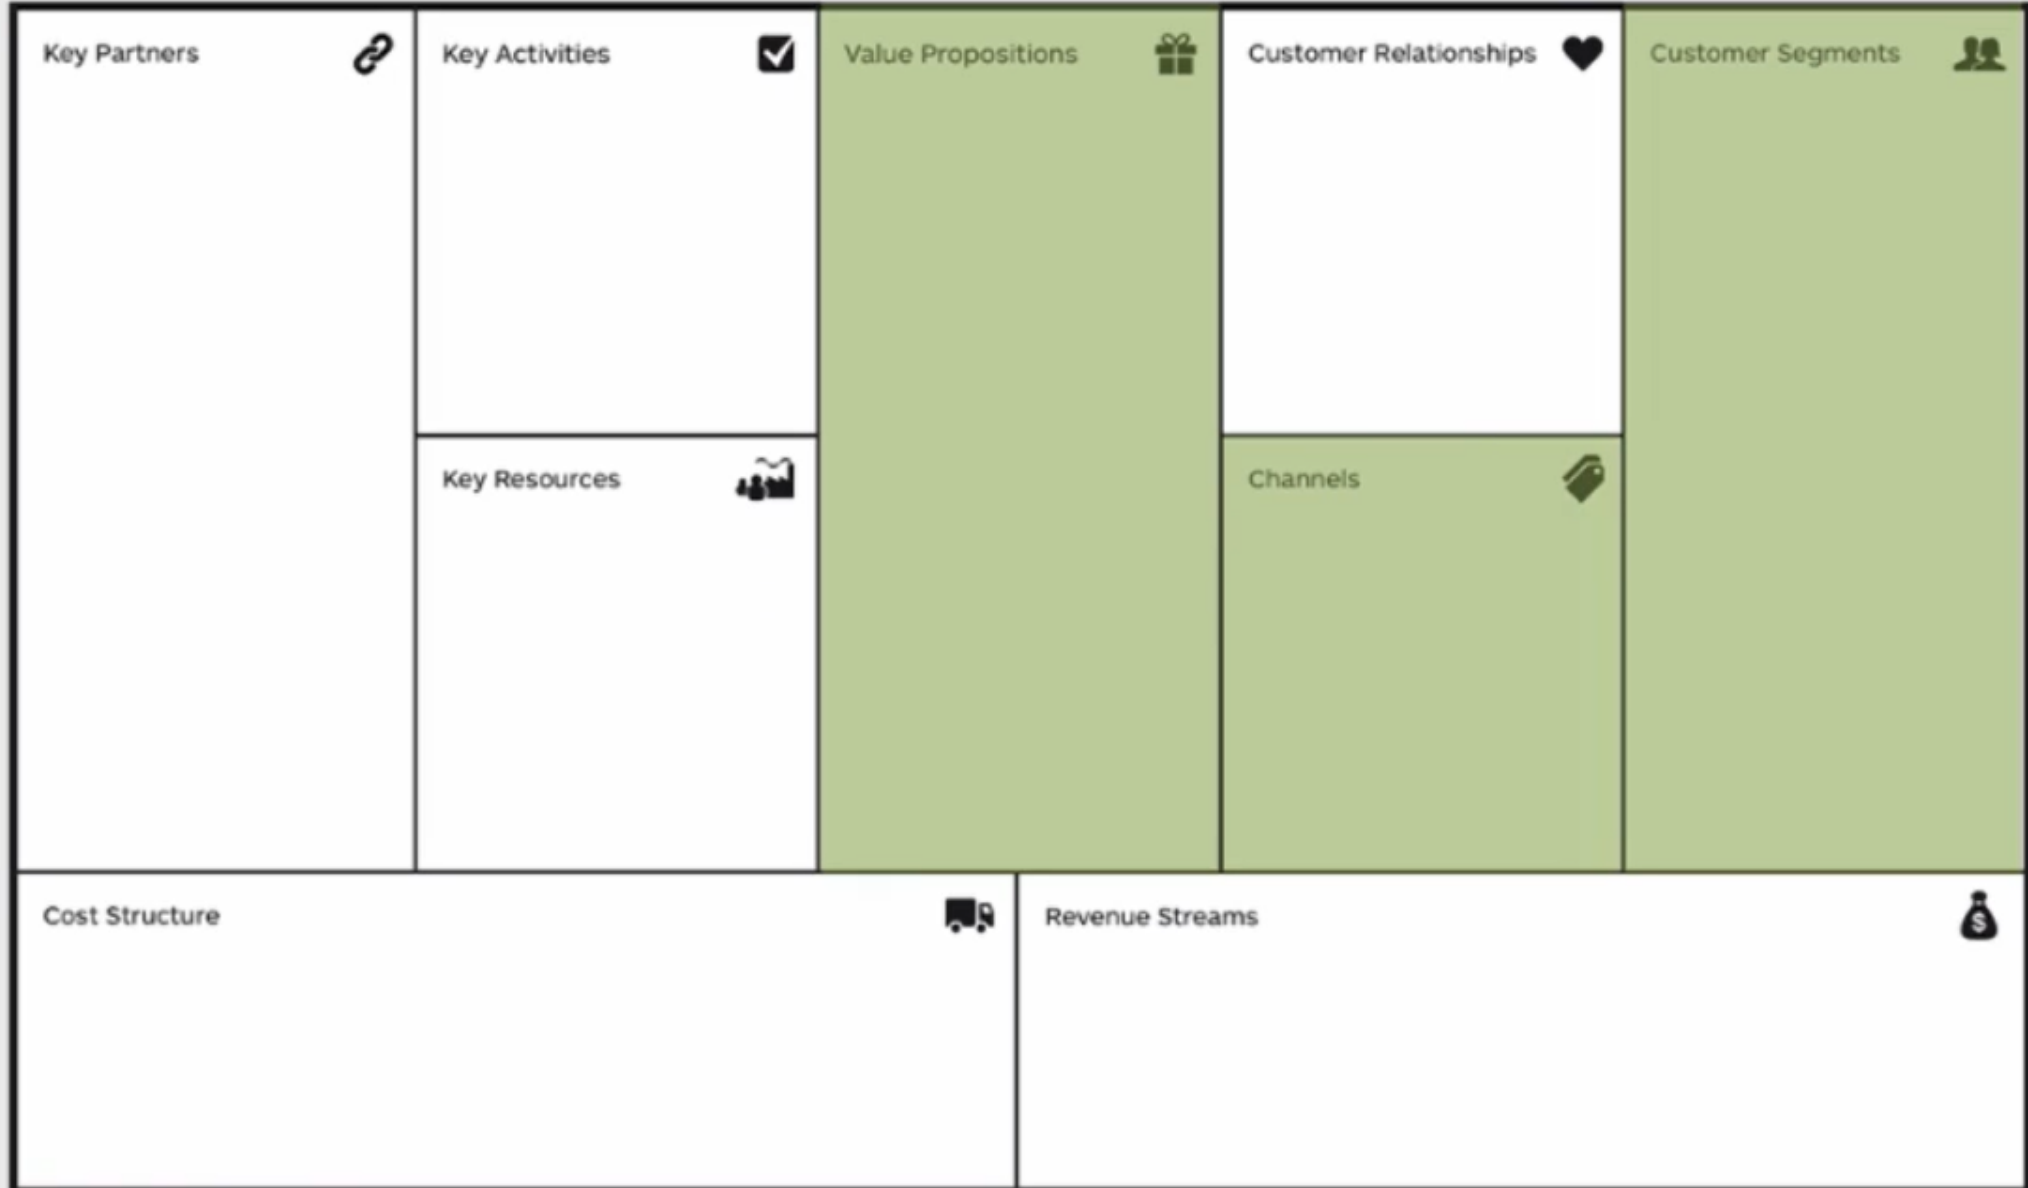 Key Partners
Key Activities
Value Propositions
Customer Relationships
Customer Segments
Key Resources
Channels
Cost Structure
Revenue Streams
$